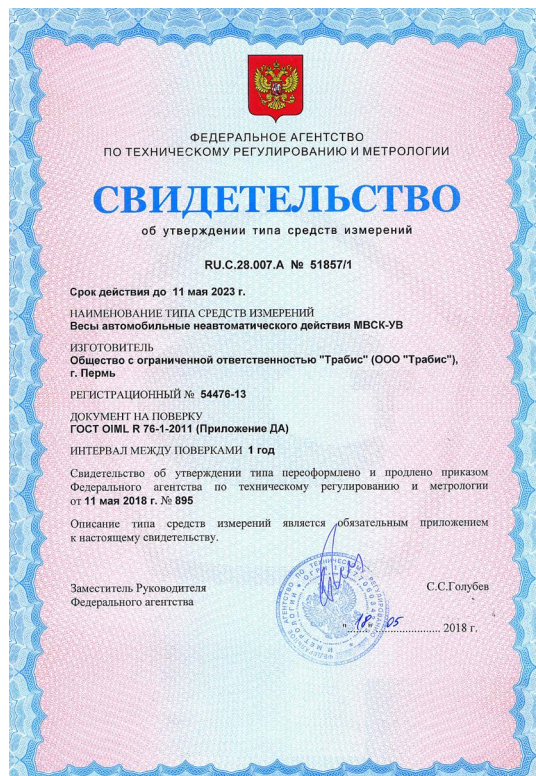 ФЕДЕРАЛЬНОЕ АГЕНТСТВО
ПО ТЕХНИЧЕСКОМУ РЕГУЛИРОВАНИЮ И МЕТРОЛОГИИ
СВИДЕТЕЛЬСТВО
об утверждении типа средств измерений
RU.C.28.007.A № 51857/1
Срок действия до 11 мая 2023 г.
НАИМЕНОВАНИЕ ТИПА СРЕДСТВ ИЗМЕРЕНИЙ
Весы автомобильные неавтоматического действия МВСК-УВ
ИЗГОТОВИТЕЛЬ
Общество с ограниченной ответственностью "Трабис" (ООО "Трабис"),
г. Пермь
РЕГИСТРАЦИОННЫЙ № 54476-13
ДОКУМЕНТ НА ПОВЕРКУ
ГОСТ OIML R 76-1-2011 (Приложение ДА)
ИНТЕРВАЛ МЕЖДУ ПОВЕРКАМИ 1 год
Свидетельство об утверждении типа переоформлено и продлено приказом
Федерального агентства по техническому регулированию и метрологии
от 11 мая 2018 г. № 895
Описание типа средств измерений является обязательным приложением
к настоящему свидетельству.
Заместитель Руководителя
Федерального агентства
С.С.Голубев
"18" 05 2018 г.